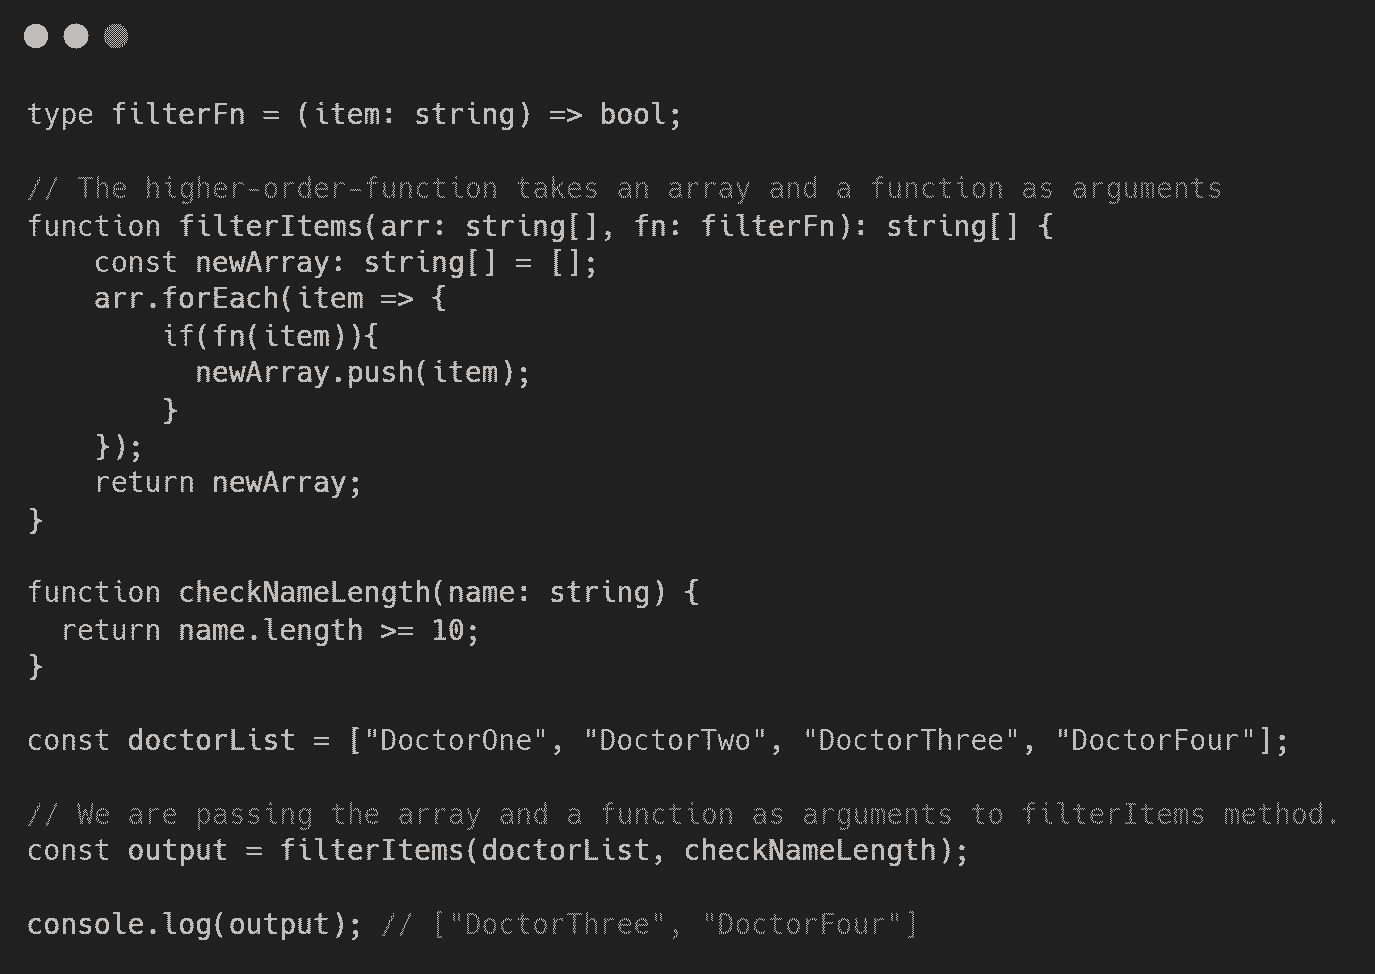 type filterFn = (item: string) => bool;
// The higher-order-function takes an array and a function as arguments
function filterItems(arr: string[], fn: filterFn): string[] {
    const newArray: string[] = [];
    arr.forEach(item => {
        if(fn(item)){
          newArray.push(item);
        }
    });
    return newArray;
}
function checkNameLength(name: string) {
  return name.length >= 10;
}
const doctorList = ["DoctorOne", "DoctorTwo", "DoctorThree", "DoctorFour"];
// We are passing the array and a function as arguments to filterItems method.
const output = filterItems(doctorList, checkNameLength);
console.log(output); // ["DoctorThree", "DoctorFour"]